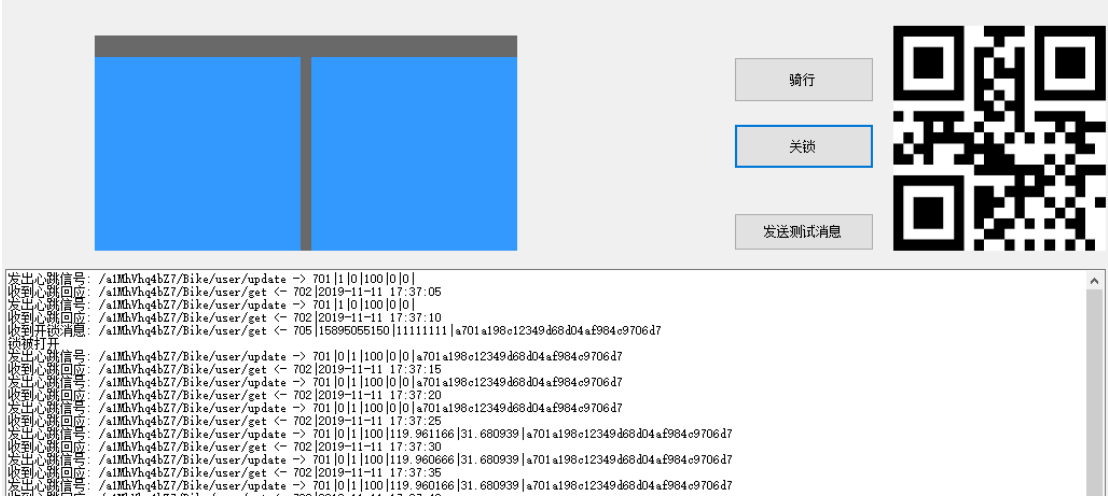 骑行
关锁
发送测试消息
发出心跳信号: /a1MhVhq4bZ7/Bike/user/update -> 701|1|0|100|0|0|
收到心跳回应: /a1MhVhq4bZ7/Bike/user/get <- 702|2019-11-11 17:37:05
发出心跳信号: /a1MhVhq4bZ7/Bike/user/update -> 701|1|0|100|0|0|
收到心跳回应: /a1MhVhq4bZ7/Bike/user/get <- 702|2019-11-11 17:37:10
收到开锁消息: /a1MhVhq4bZ7/Bike/user/get <- 705|15895055150|11111111|a701a198c12349d68d04af984c9706d7
锁被打开
发出心跳信号: /a1MhVhq4bZ7/Bike/user/update -> 701|0|1|100|0|0|a701a198c12349d68d04af984c9706d7
收到心跳回应: /a1MhVhq4bZ7/Bike/user/get <- 702|2019-11-11 17:37:15
发出心跳信号: /a1MhVhq4bZ7/Bike/user/update -> 701|0|1|100|0|0|a701a198c12349d68d04af984c9706d7
收到心跳回应: /a1MhVhq4bZ7/Bike/user/get <- 702|2019-11-11 17:37:20
发出心跳信号: /a1MhVhq4bZ7/Bike/user/update -> 701|0|1|100|0|0|a701a198c12349d68d04af984c9706d7
收到心跳回应: /a1MhVhq4bZ7/Bike/user/get <- 702|2019-11-11 17:37:25
发出心跳信号: /a1MhVhq4bZ7/Bike/user/update -> 701|0|1|100|119.961166|31.680939|a701a198c12349d68d04af984c9706d7
收到心跳回应: /a1MhVhq4bZ7/Bike/user/get <- 702|2019-11-11 17:37:30
发出心跳信号: /a1MhVhq4bZ7/Bike/user/update -> 701|0|1|100|119.960666|31.680939|a701a198c12349d68d04af984c9706d7
收到心跳回应: /a1MhVhq4bZ7/Bike/user/get <- 702|2019-11-11 17:37:35
发出心跳信号: /a1MhVhq4bZ7/Bike/user/update -> 701|0|1|100|119.960166|31.680939|a701a198c12349d68d04af984c9706d7